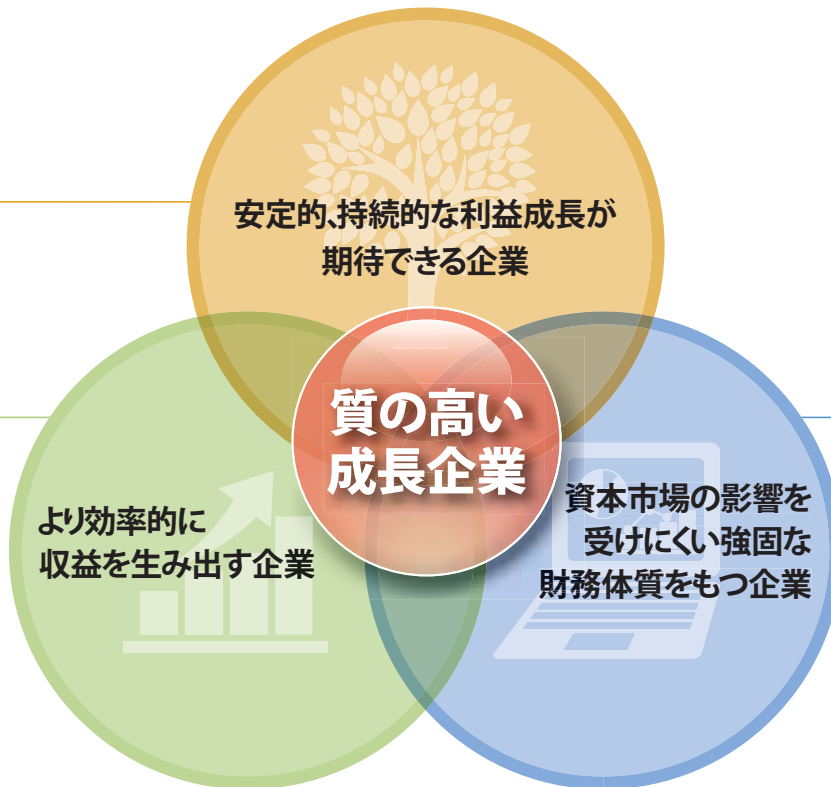 安定的、持続的な利益成長が
期待できる企業
質の高い
成長企業
より効率的に
収益を生み出す企業
資本市場の影響を
受けにくい強固な
財務体質をもつ企業